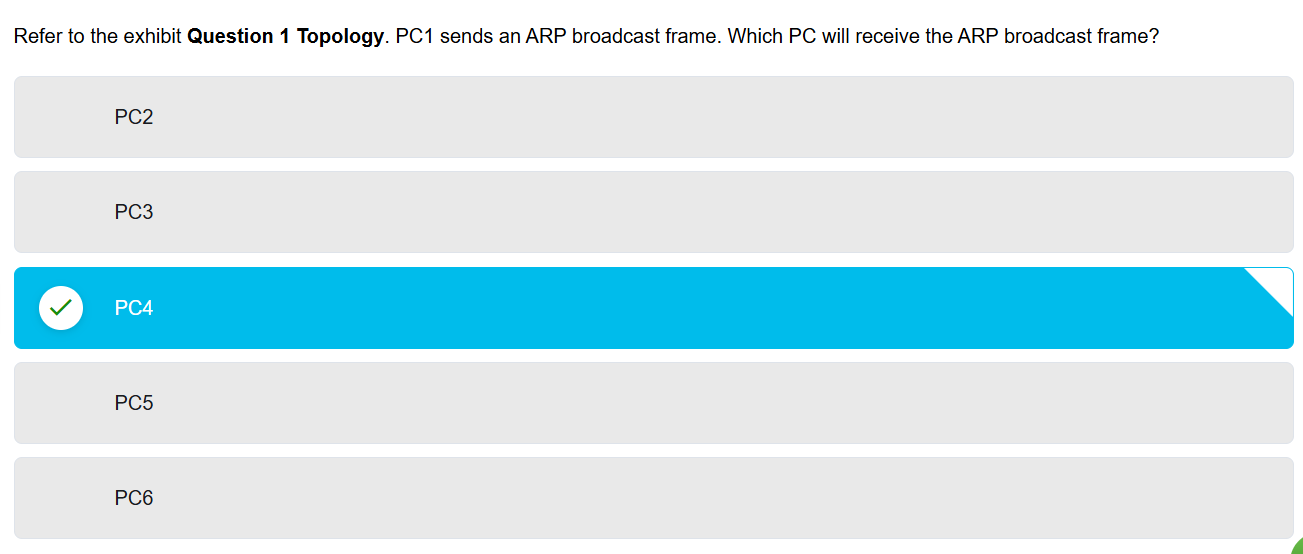 Refer to the exhibit Question 1 Topology. PC1 sends an ARP broadcast frame. Which PC will receive the ARP broadcast frame?
PC2
PC3
PC4
PC5
PC6